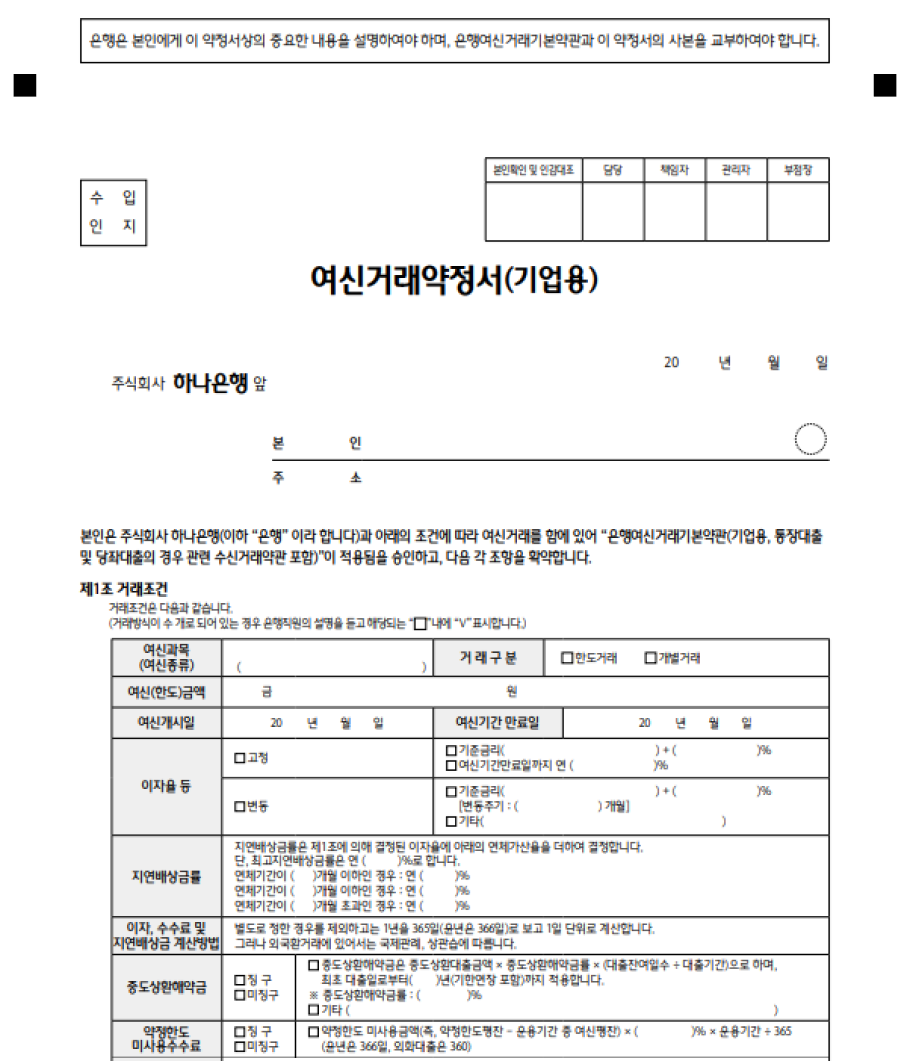 은행은 본인에게 이 약정서상의 중요한 내용을 설명하여야 하며, 은행여신거래기본약관과 이 약정서의 사본을 교부하여야 합니다.
본인확인 및 인감대조 담당 책임자 관리자 부점장
수 입
인 지
여신거래약정서(기업용)
20 년 월 일
주식회사 하나은행 앞
본 인
주 소
본인은 주식회사 하나은행(이하 “은행” 이라 합니다)과 아래의 조건에 따라 여신거래를 함에 있어 “은행여신거래기본약관(기업용, 통장대출
및 당좌대출의 경우 관련 수신거래약관 포함)”이 적용됨을 승인하고, 다음 각 조항을 확약합니다.
제1조 거래조건
거래조건은 다음과 같습니다.
(거래방식이 수 개로 되어 있는 경우 은행직원의 설명을 듣고 해당되는 “□”내에 “V”표시합니다.)
여신과목
(여신종류) ( ) 거 래 구 분 □한도거래 □개별거래
여신(한도)금액 금 원
여신개시일 20 년 월 일 여신기간 만료일 20 년 월 일
이자율 등
□고정 □기준금리( ) + ( )%
□여신기간만료일까지 연 ( )%
□변동 □기준금리( ) + ( )%
[변동주기 : ( ) 개월]
□기타( )
지연배상금률
지연배상금률은 제1조에 의해 결정된 이자율에 아래의 연체가산율을 더하여 결정합니다.
단, 최고지연배상금률은 연 ( )%로 합니다.
연체기간이 ( )개월 이하인 경우 : 연 ( )%
연체기간이 ( )개월 이하인 경우 : 연 ( )%
연체기간이 ( )개월 초과인 경우 : 연 ( )%
이자, 수수료 및
지연배상금 계산방법
별도로 정한 경우를 제외하고는 1년을 365일(윤년은 366일)로 보고 1일 단위로 계산합니다.
그러나 외국환거래에 있어서는 국제관례, 상관습에 따릅니다.
중도상환해약금
□징 구
□미징구
□ 중도상환해약금은 중도상환대출금액 × 중도상환해약금률 × (대출잔여일수 ÷ 대출기간)으로 하며,
최초 대출일로부터( )년(기한연장 포함)까지 적용합니다.
※ 중도상환해약금률 : ( )%
□기타 ( )
약정한도
미사용수수료
□징 구
□미징구
□약정한도 미사용금액(즉, 약정한도평잔 – 운용기간 중 여신평잔) × ( )% × 운용기간 ÷ 365
(윤년은 366일, 외화대출은 360)